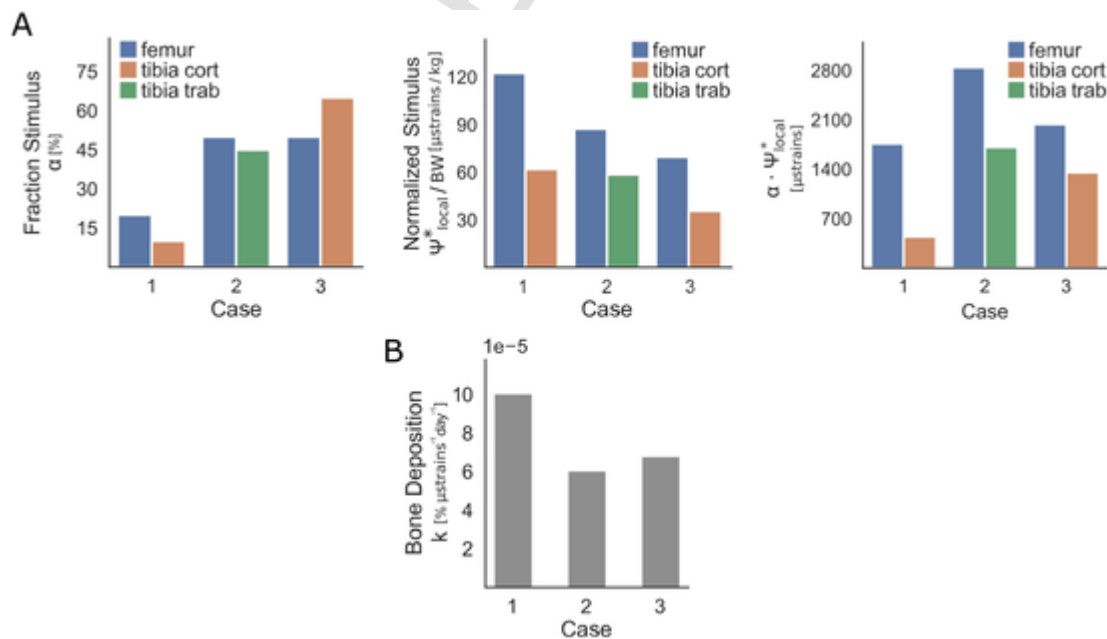 A
femur
tibia cort
tibia trab
75
60
45
30
15
Fraction Stimulus
α [%]
1 2 3
Case
femur
tibia cort
tibia trab
120
90
60
30
Normalized Stimulus
Ψ*local / BW [μstrains / kg]
1 2 3
Case
femur
tibia cort
tibia trab
2800
2100
1400
700
α · Ψ*local
[μstrains]
1 2 3
Case
B
1e−5
10
8
6
4
2
Bone Deposition
k [% μstrains⁻¹day⁻¹]
1 2 3
Case